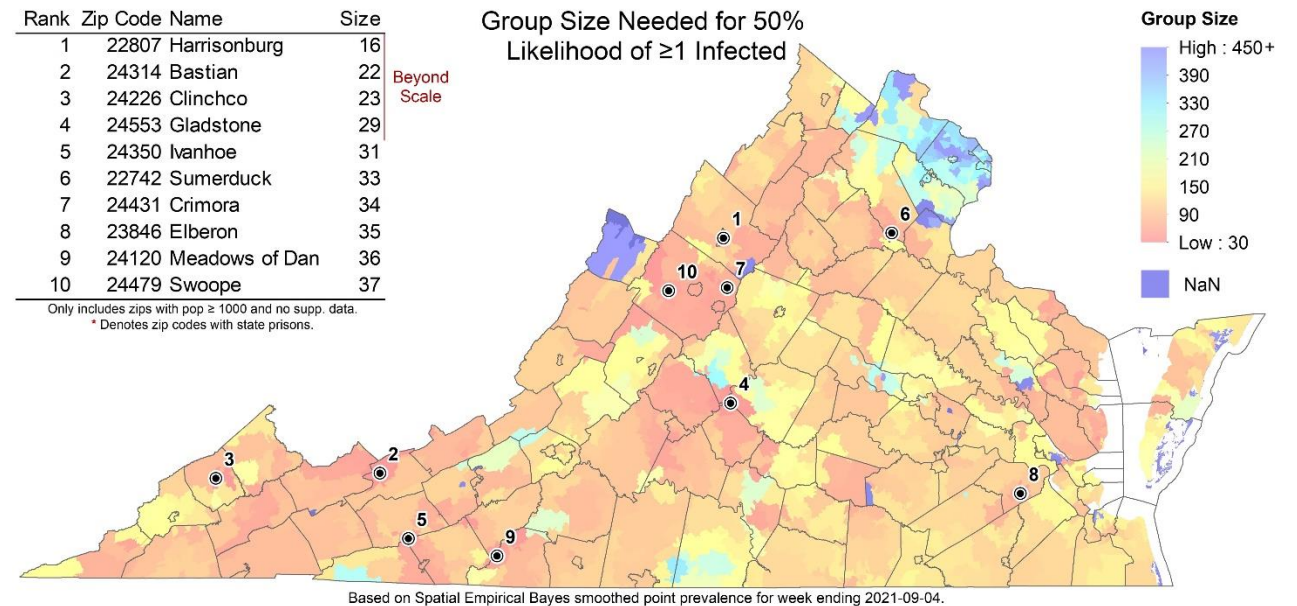 Rank Zip Code Name Size
1 22807 Harrisonburg 16
2 24314 Bastian 22
3 24226 Clinchco 23
4 24553 Gladstone 29
5 24350 Ivanhoe 31
6 22742 Sumerduck 33
7 24431 Crimora 34
8 23846 Elberon 35
9 24120 Meadows of Dan 36
10 24479 Swoope 37
Only includes zips with pop ≥ 1000 and no supp. data.
* Denotes zip codes with state prisons.
Beyond
Scale
Group Size Needed for 50%
Likelihood of ≥1 Infected
Group Size
High : 450+
390
330
270
210
150
90
Low : 30
NaN
1
6
10
7
4
2
3
8
5
9
Based on Spatial Empirical Bayes smoothed point prevalence for week ending 2021-09-04.